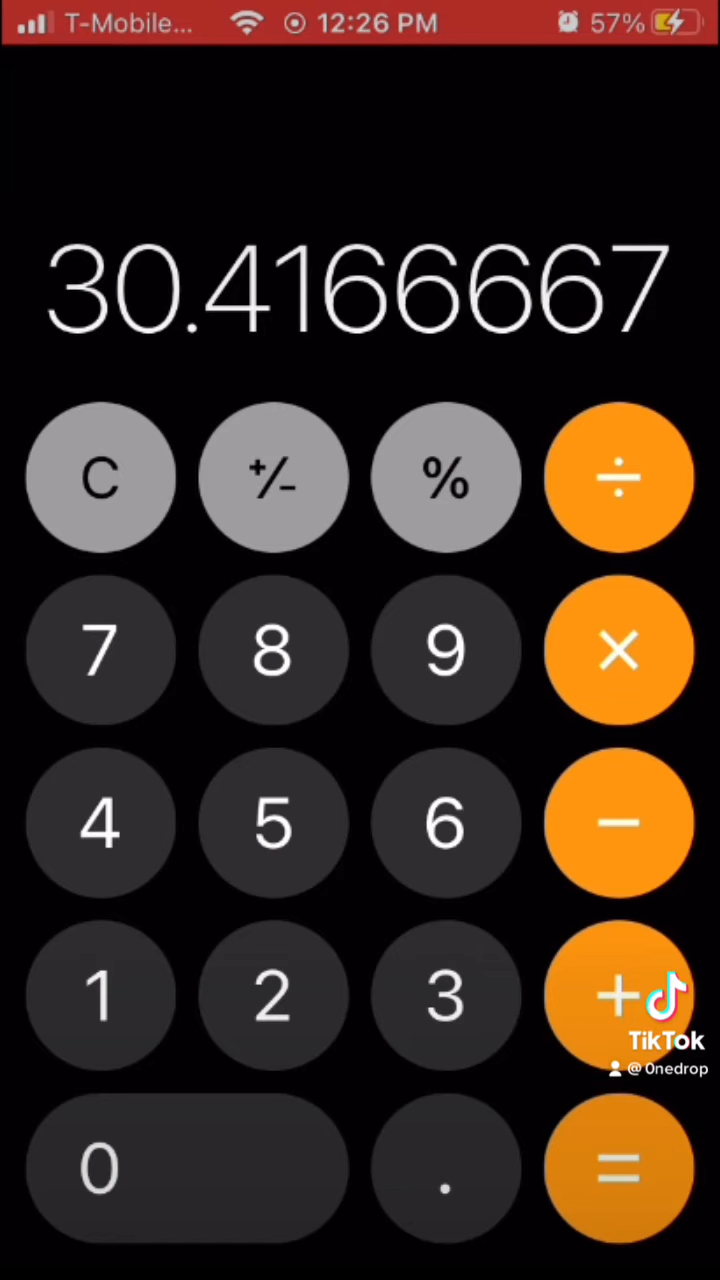 T-Mobile... 12:26 PM 57%
30.4166667
C +/- % ÷
7 8 9 ×
4 5 6 −
1 2 3 +
TikTok
@0nedrop
0 . =